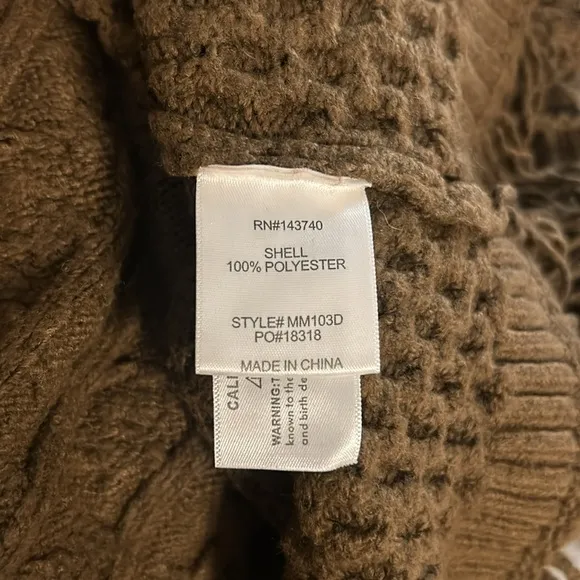 RN#143740
SHELL
100% POLYESTER
STYLE# MM103D
PO#18318
MADE IN CHINA
CALI
WARNING:T
known to the
and birth de